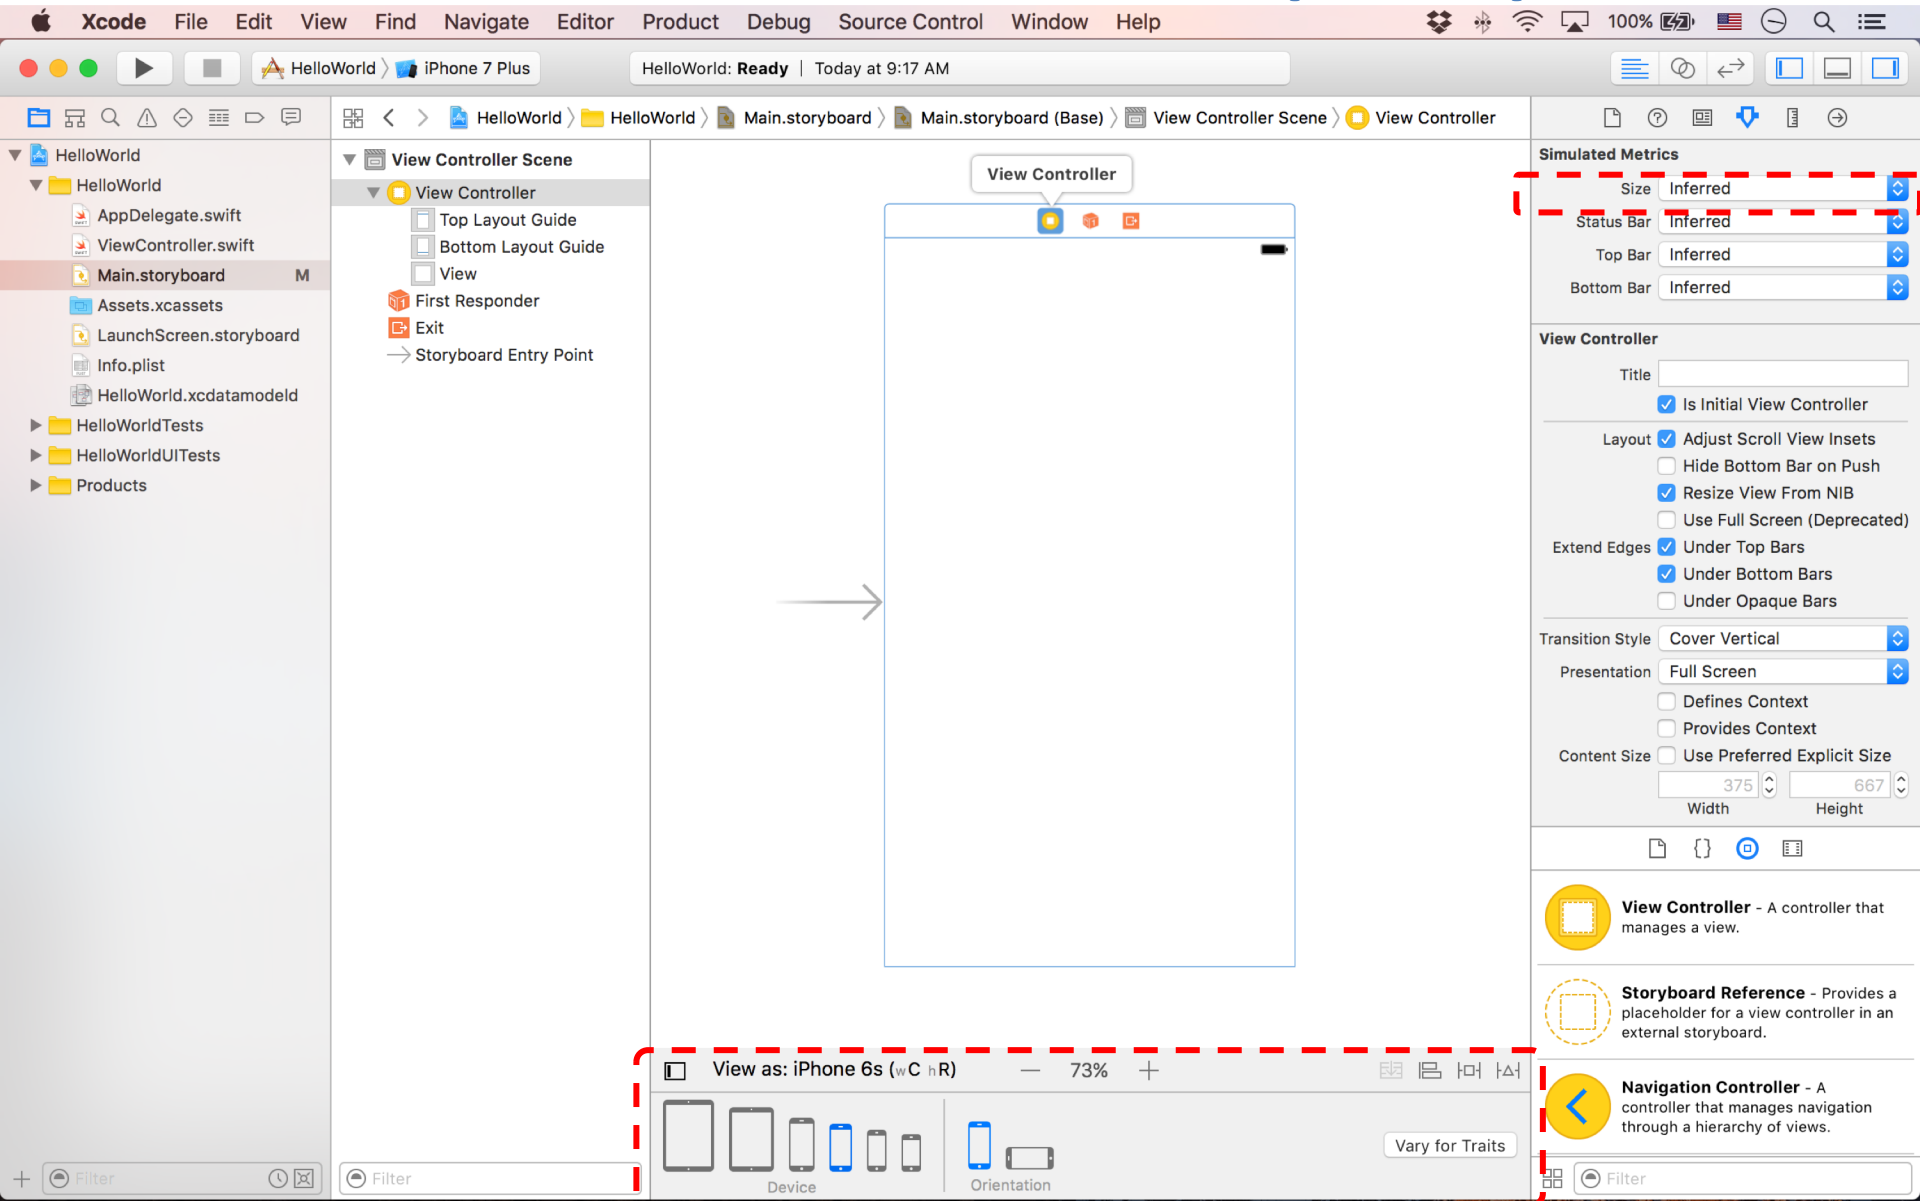 Xcode File Edit View Find Navigate Editor Product Debug Source Control Window Help 100%
HelloWorld iPhone 7 Plus HelloWorld: Ready | Today at 9:17 AM
HelloWorld HelloWorld Main.storyboard Main.storyboard (Base) View Controller Scene View Controller
HelloWorld
HelloWorld
AppDelegate.swift
ViewController.swift
Main.storyboard M
Assets.xcassets
LaunchScreen.storyboard
Info.plist
HelloWorld.xcdatamodeld
HelloWorldTests
HelloWorldUITests
Products
Filter
View Controller Scene
View Controller
Top Layout Guide
Bottom Layout Guide
View
First Responder
Exit
Storyboard Entry Point
Filter
View Controller
View as: iPhone 6s (wC hR) — 73% +
Device
Orientation
Vary for Traits
Simulated Metrics
Size Inferred
Status Bar Inferred
Top Bar Inferred
Bottom Bar Inferred
View Controller
Title
Is Initial View Controller
Layout Adjust Scroll View Insets
Hide Bottom Bar on Push
Resize View From NIB
Use Full Screen (Deprecated)
Extend Edges Under Top Bars
Under Bottom Bars
Under Opaque Bars
Transition Style Cover Vertical
Presentation Full Screen
Defines Context
Provides Context
Content Size Use Preferred Explicit Size
375 667
Width Height
{}
View Controller - A controller that
manages a view.
Storyboard Reference - Provides a
placeholder for a view controller in an
external storyboard.
Navigation Controller - A
controller that manages navigation
through a hierarchy of views.
Filter